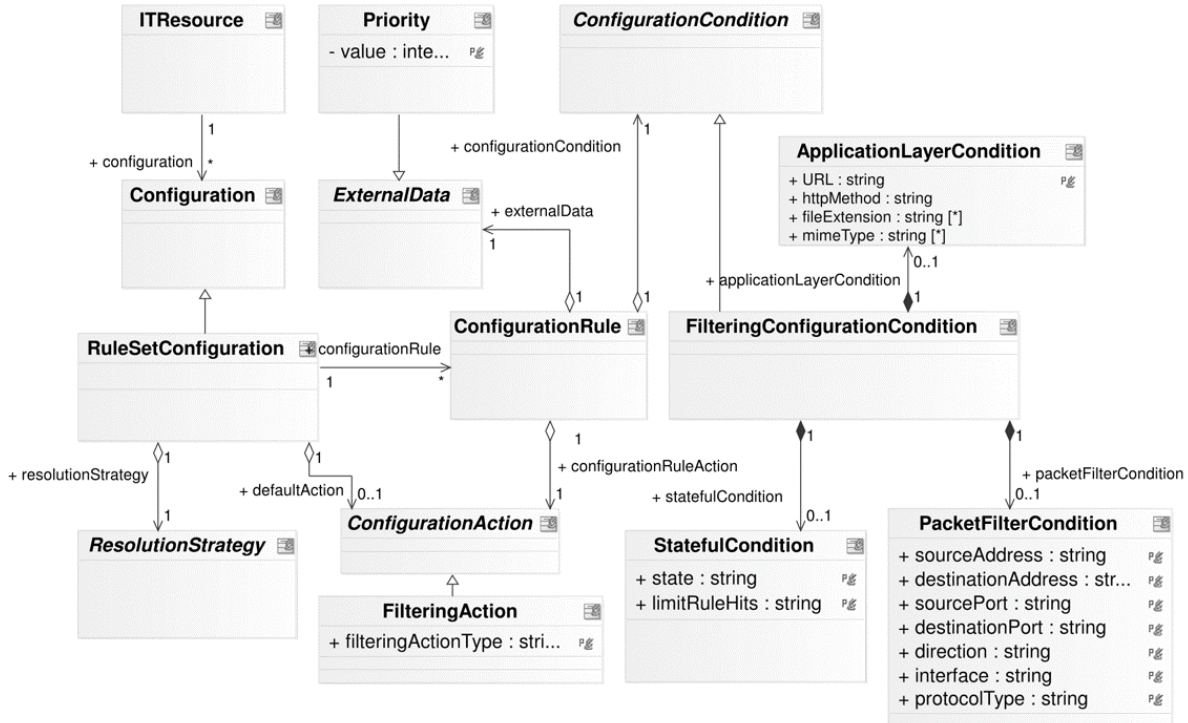 ITResource
Priority
- value : inte...
ConfigurationCondition
1
+ configuration
*
1
+ configurationCondition
ApplicationLayerCondition
+ URL : string
+ httpMethod : string
+ fileExtension : string [*]
+ mimeType : string [*]
Configuration
ExternalData
+ externalData
1
0..1
+ applicationLayerCondition
1
1
1
RuleSetConfiguration
+ configurationRule
1
*
ConfigurationRule
FilteringConfigurationCondition
+ resolutionStrategy
1
1
1
+ defaultAction
0..1
1
+ configurationRuleAction
1
1
+ statefulCondition
0..1
1
+ packetFilterCondition
0..1
ResolutionStrategy
ConfigurationAction
FilteringAction
+ filteringActionType : stri...
StatefulCondition
+ state : string
+ limitRuleHits : string
PacketFilterCondition
+ sourceAddress : string
+ destinationAddress : str...
+ sourcePort : string
+ destinationPort : string
+ direction : string
+ interface : string
+ protocolType : string